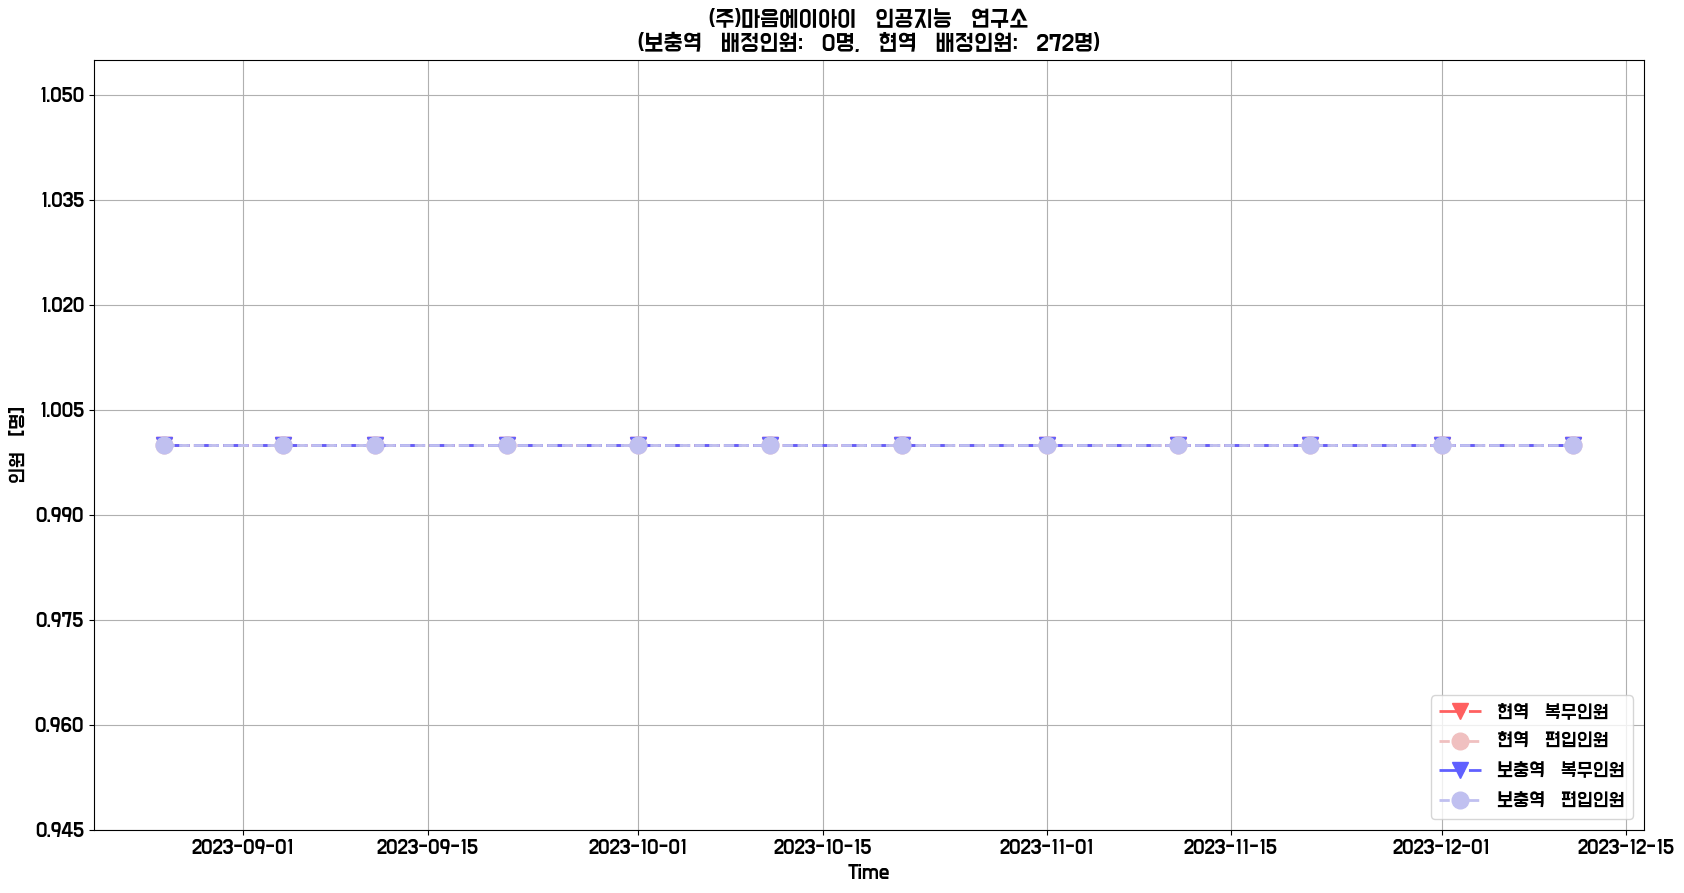 (주)마음에이아이 인공지능 연구소
(보충역 배정인원: 0명, 현역 배정인원: 272명)
1.050
1.035
1.020
1.005
0.990
0.975
0.960
0.945
인원 [명]
현역 복무인원
현역 편입인원
보충역 복무인원
보충역 편입인원
2023-09-01 2023-09-15 2023-10-01 2023-10-15 2023-11-01 2023-11-15 2023-12-01 2023-12-15
Time